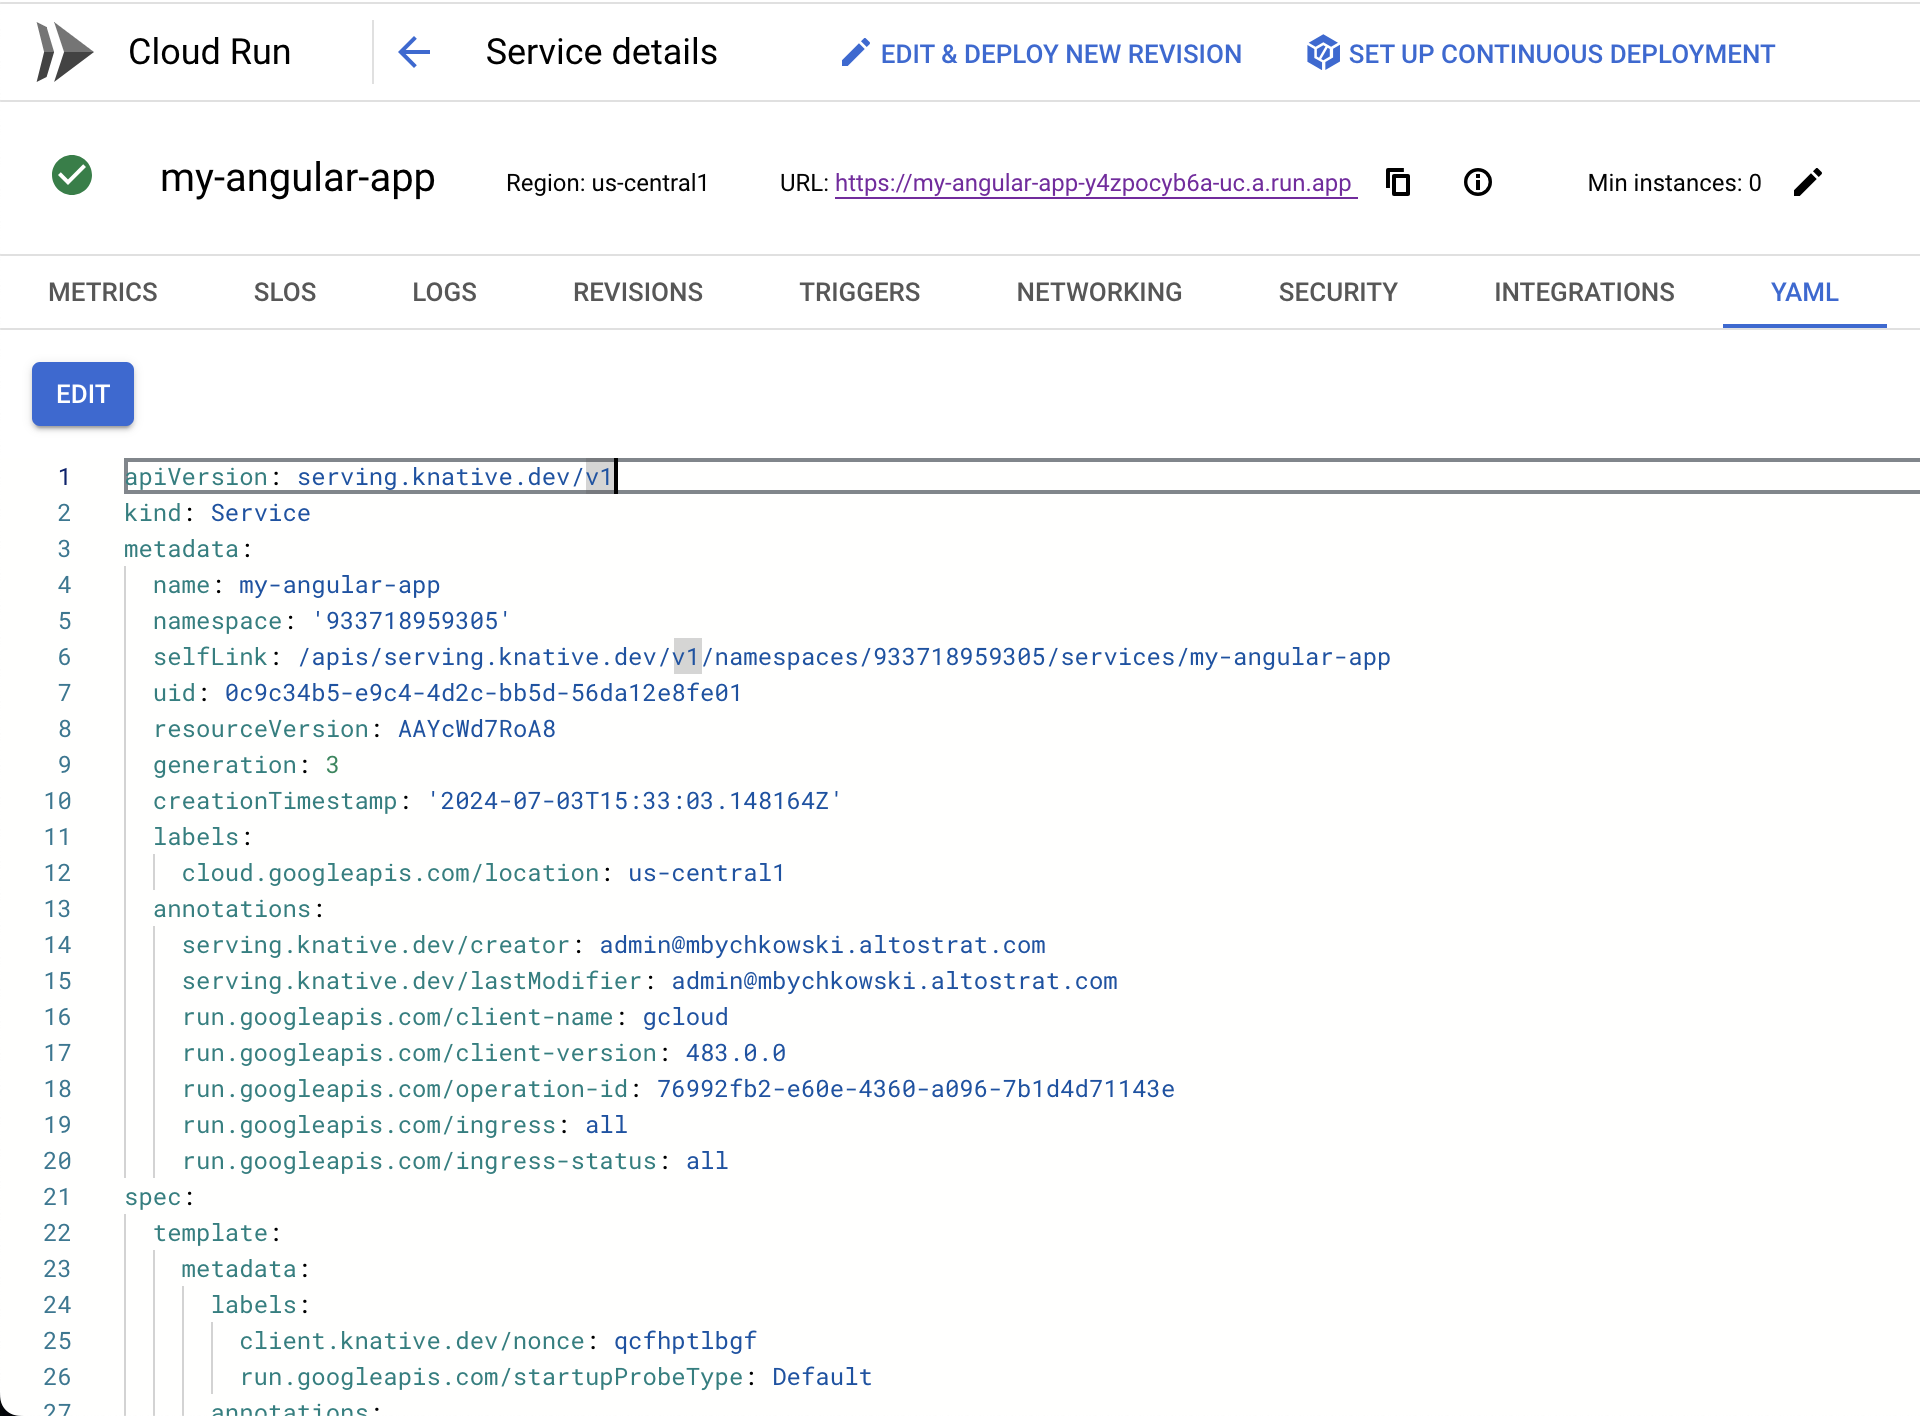 Cloud Run
Service details
EDIT & DEPLOY NEW REVISION
SET UP CONTINUOUS DEPLOYMENT
my-angular-app
Region: us-central1
URL: https://my-angular-app-y4zpocyb6a-uc.a.run.app
Min instances: 0
METRICS
SLOS
LOGS
REVISIONS
TRIGGERS
NETWORKING
SECURITY
INTEGRATIONS
YAML
EDIT
1 apiVersion: serving.knative.dev/v1
2 kind: Service
3 metadata:
4 name: my-angular-app
5 namespace: '933718959305'
6 selfLink: /apis/serving.knative.dev/v1/namespaces/933718959305/services/my-angular-app
7 uid: 0c9c34b5-e9c4-4d2c-bb5d-56da12e8fe01
8 resourceVersion: AAYcWd7RoA8
9 generation: 3
10 creationTimestamp: '2024-07-03T15:33:03.148164Z'
11 labels:
12 cloud.googleapis.com/location: us-central1
13 annotations:
14 serving.knative.dev/creator: admin@mbychkowski.altostrat.com
15 serving.knative.dev/lastModifier: admin@mbychkowski.altostrat.com
16 run.googleapis.com/client-name: gcloud
17 run.googleapis.com/client-version: 483.0.0
18 run.googleapis.com/operation-id: 76992fb2-e60e-4360-a096-7b1d4d71143e
19 run.googleapis.com/ingress: all
20 run.googleapis.com/ingress-status: all
21 spec:
22 template:
23 metadata:
24 labels:
25 client.knative.dev/nonce: qcfhptlbgf
26 run.googleapis.com/startupProbeType: Default
27 annotations: